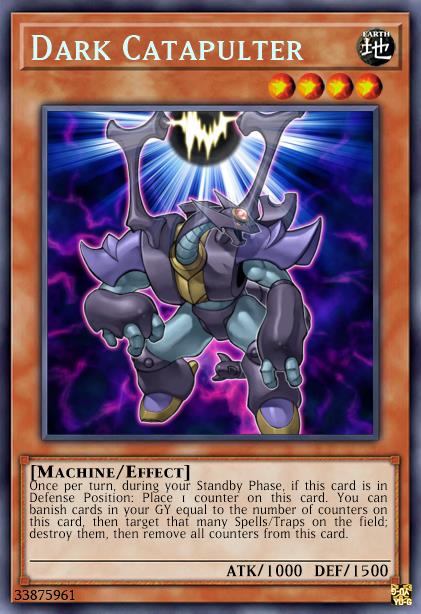 DARK CATAPULTER
EARTH
地
[MACHINE/EFFECT]
Once per turn, during your Standby Phase, if this card is in
Defense Position: Place 1 counter on this card. You can
banish cards in your GY equal to the number of counters on
this card, then target that many Spells/Traps on the field;
destroy them, then remove all counters from this card.
ATK/1000 DEF/1500
33875961